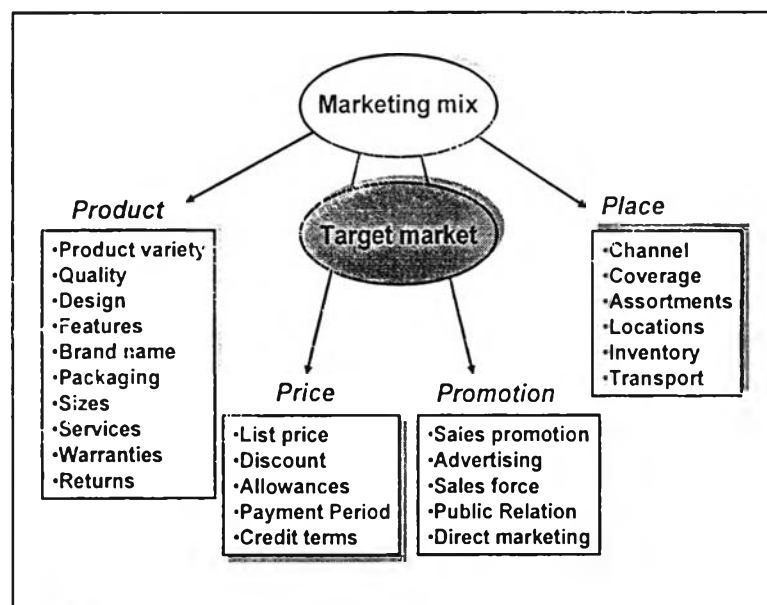 Marketing mix
Target market
Product
•Product variety
•Quality
•Design
•Features
•Brand name
•Packaging
•Sizes
•Services
•Warranties
•Returns
Price
•List price
•Discount
•Allowances
•Payment Period
•Credit terms
Promotion
•Sales promotion
•Advertising
•Sales force
•Public Relation
•Direct marketing
Place
•Channel
•Coverage
•Assortments
•Locations
•Inventory
•Transport